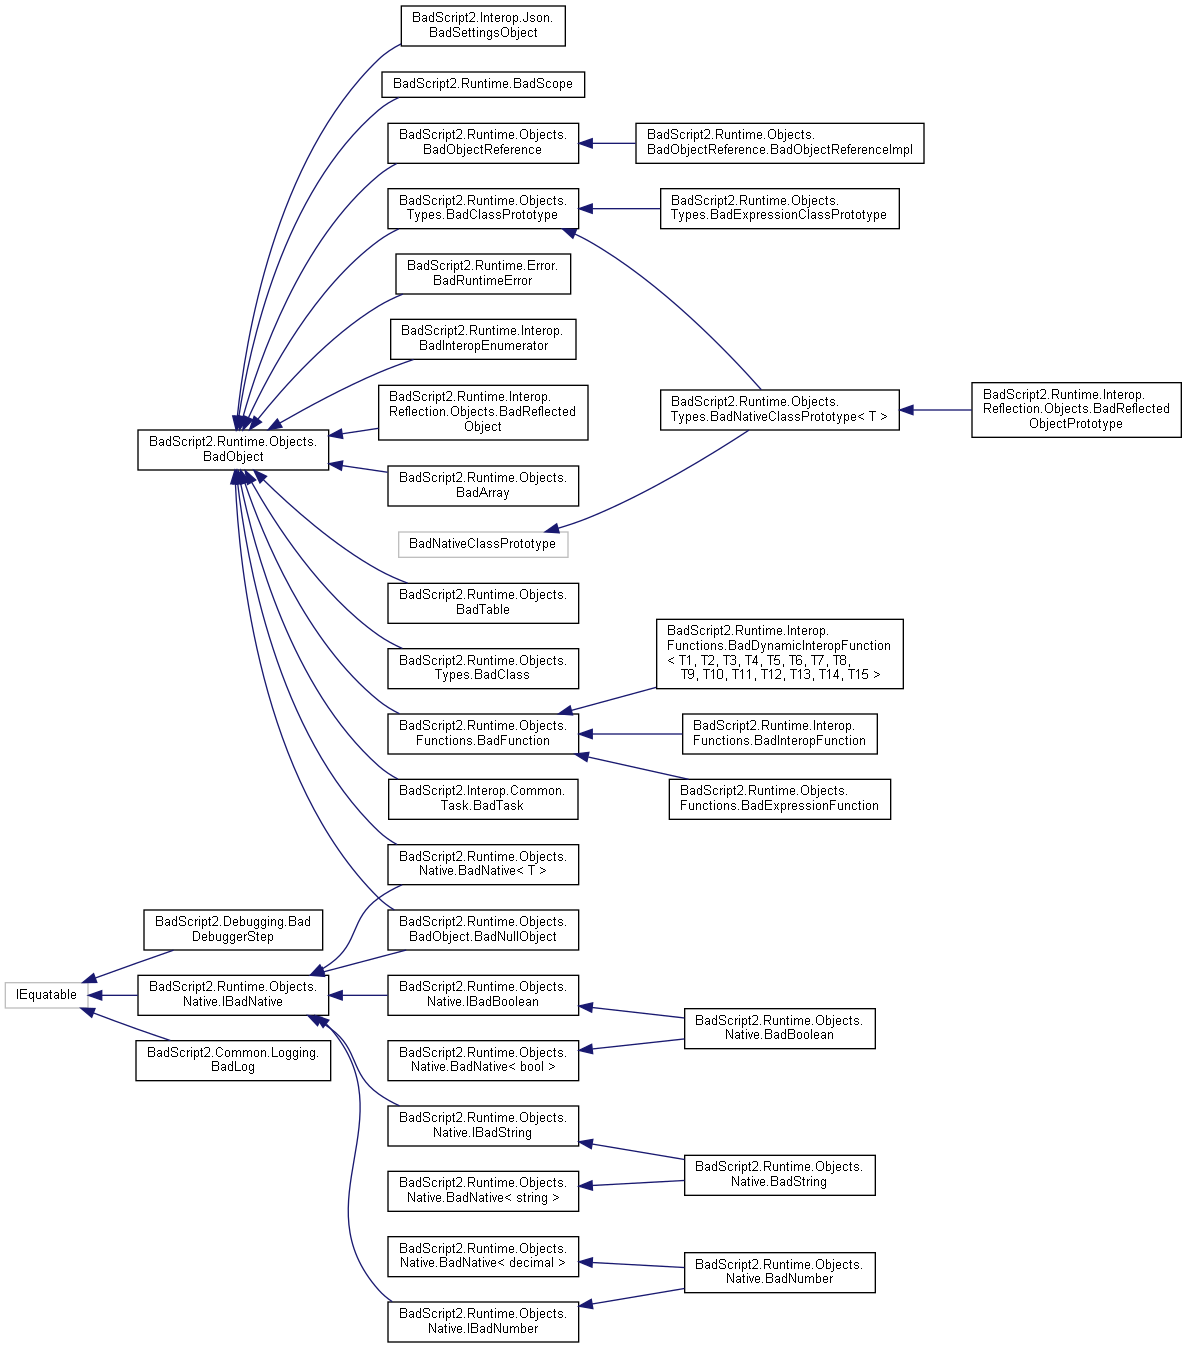 BadScript2.Interop.Json.
BadSettingsObject
BadScript2.Runtime.BadScope
BadScript2.Runtime.Objects.
BadObjectReference
BadScript2.Runtime.Objects.
BadObjectReference.BadObjectReferenceImpl
BadScript2.Runtime.Objects.
Types.BadClassPrototype
BadScript2.Runtime.Objects.
Types.BadExpressionClassPrototype
BadScript2.Runtime.Error.
BadRuntimeError
BadScript2.Runtime.Interop.
BadInteropEnumerator
BadScript2.Runtime.Interop.
Reflection.Objects.BadReflected
Object
BadScript2.Runtime.Objects.
Types.BadNativeClassPrototype< T >
BadScript2.Runtime.Interop.
Reflection.Objects.BadReflected
ObjectPrototype
BadScript2.Runtime.Objects.
BadObject
BadScript2.Runtime.Objects.
BadArray
BadNativeClassPrototype
BadScript2.Runtime.Objects.
BadTable
BadScript2.Runtime.Objects.
Types.BadClass
BadScript2.Runtime.Interop.
Functions.BadDynamicInteropFunction
< T1, T2, T3, T4, T5, T6, T7, T8,
T9, T10, T11, T12, T13, T14, T15 >
BadScript2.Runtime.Objects.
Functions.BadFunction
BadScript2.Runtime.Interop.
Functions.BadInteropFunction
BadScript2.Interop.Common.
Task.BadTask
BadScript2.Runtime.Objects.
Functions.BadExpressionFunction
BadScript2.Runtime.Objects.
Native.BadNative< T >
BadScript2.Debugging.Bad
DebuggerStep
BadScript2.Runtime.Objects.
BadObject.BadNullObject
IEquatable
BadScript2.Runtime.Objects.
Native.IBadNative
BadScript2.Runtime.Objects.
Native.IBadBoolean
BadScript2.Runtime.Objects.
Native.BadBoolean
BadScript2.Common.Logging.
BadLog
BadScript2.Runtime.Objects.
Native.BadNative< bool >
BadScript2.Runtime.Objects.
Native.IBadString
BadScript2.Runtime.Objects.
Native.BadString
BadScript2.Runtime.Objects.
Native.BadNative< string >
BadScript2.Runtime.Objects.
Native.BadNative< decimal >
BadScript2.Runtime.Objects.
Native.BadNumber
BadScript2.Runtime.Objects.
Native.IBadNumber